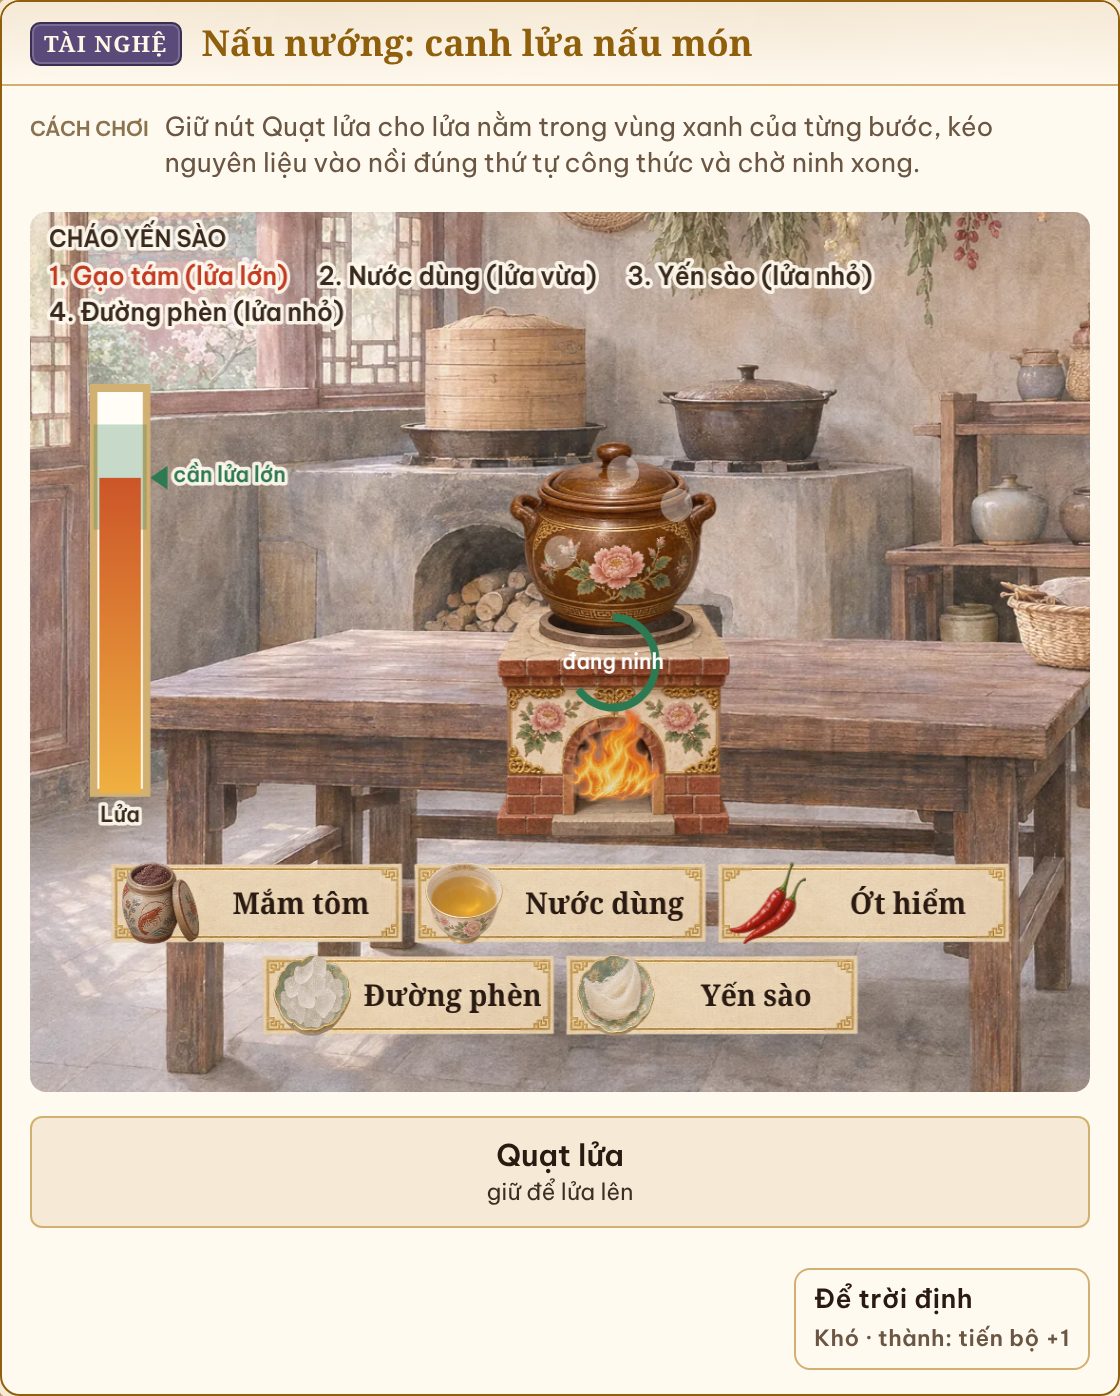 TÀI NGHỆ Nấu nướng: canh lửa nấu món
CÁCH CHƠI Giữ nút Quạt lửa cho lửa nằm trong vùng xanh của từng bước, kéo
nguyên liệu vào nồi đúng thứ tự công thức và chờ ninh xong.
CHÁO YẾN SÀO
1. Gạo tám (lửa lớn) 2. Nước dùng (lửa vừa) 3. Yến sào (lửa nhỏ)
4. Đường phèn (lửa nhỏ)
cần lửa lớn
đang ninh
Lửa
Mắm tôm Nước dùng Ớt hiểm
Đường phèn Yến sào
Quạt lửa
giữ để lửa lên
Để trời định
Khó · thành: tiến bộ +1